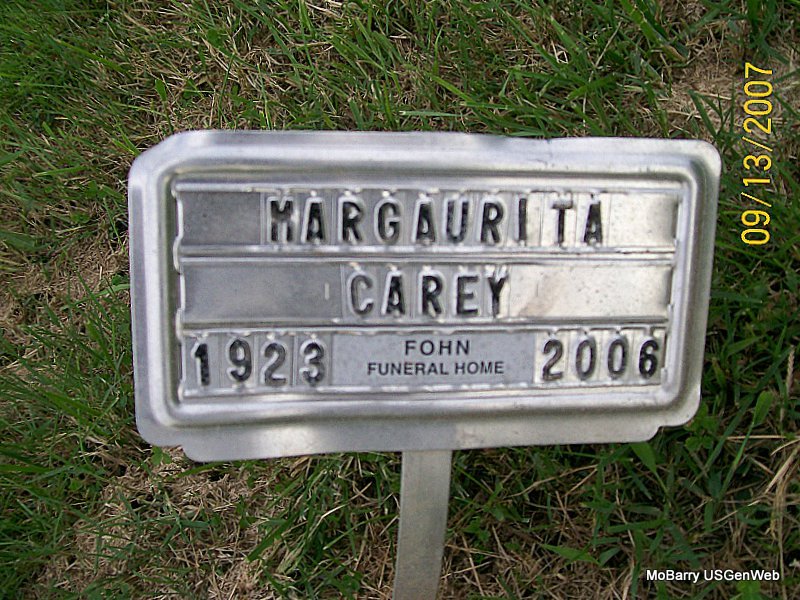 MARGAURITA
CAREY
1923 FOHN FUNERAL HOME 2006
09/13/2007
MoBarry USGenWeb